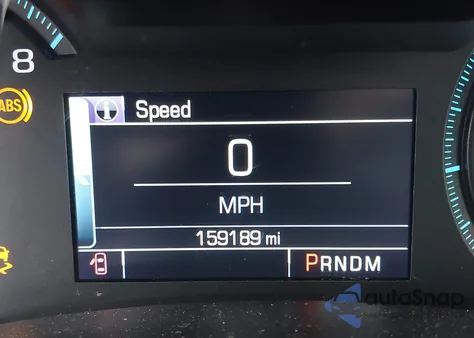 8
ABS
i Speed
0
MPH
159189 mi
PRNDM
autoSnap